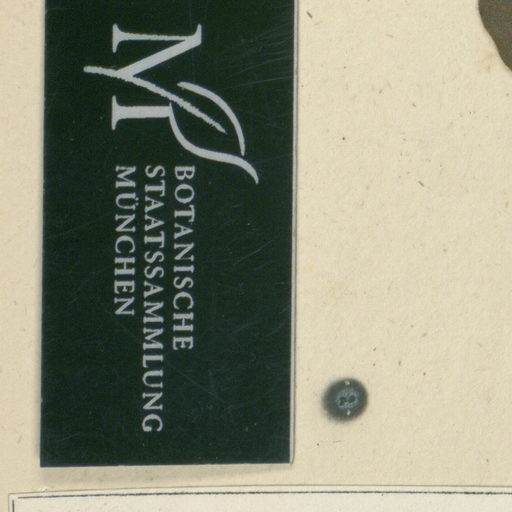 M
BOTANISCHE
STAATSSAMMLUNG
MÜNCHEN